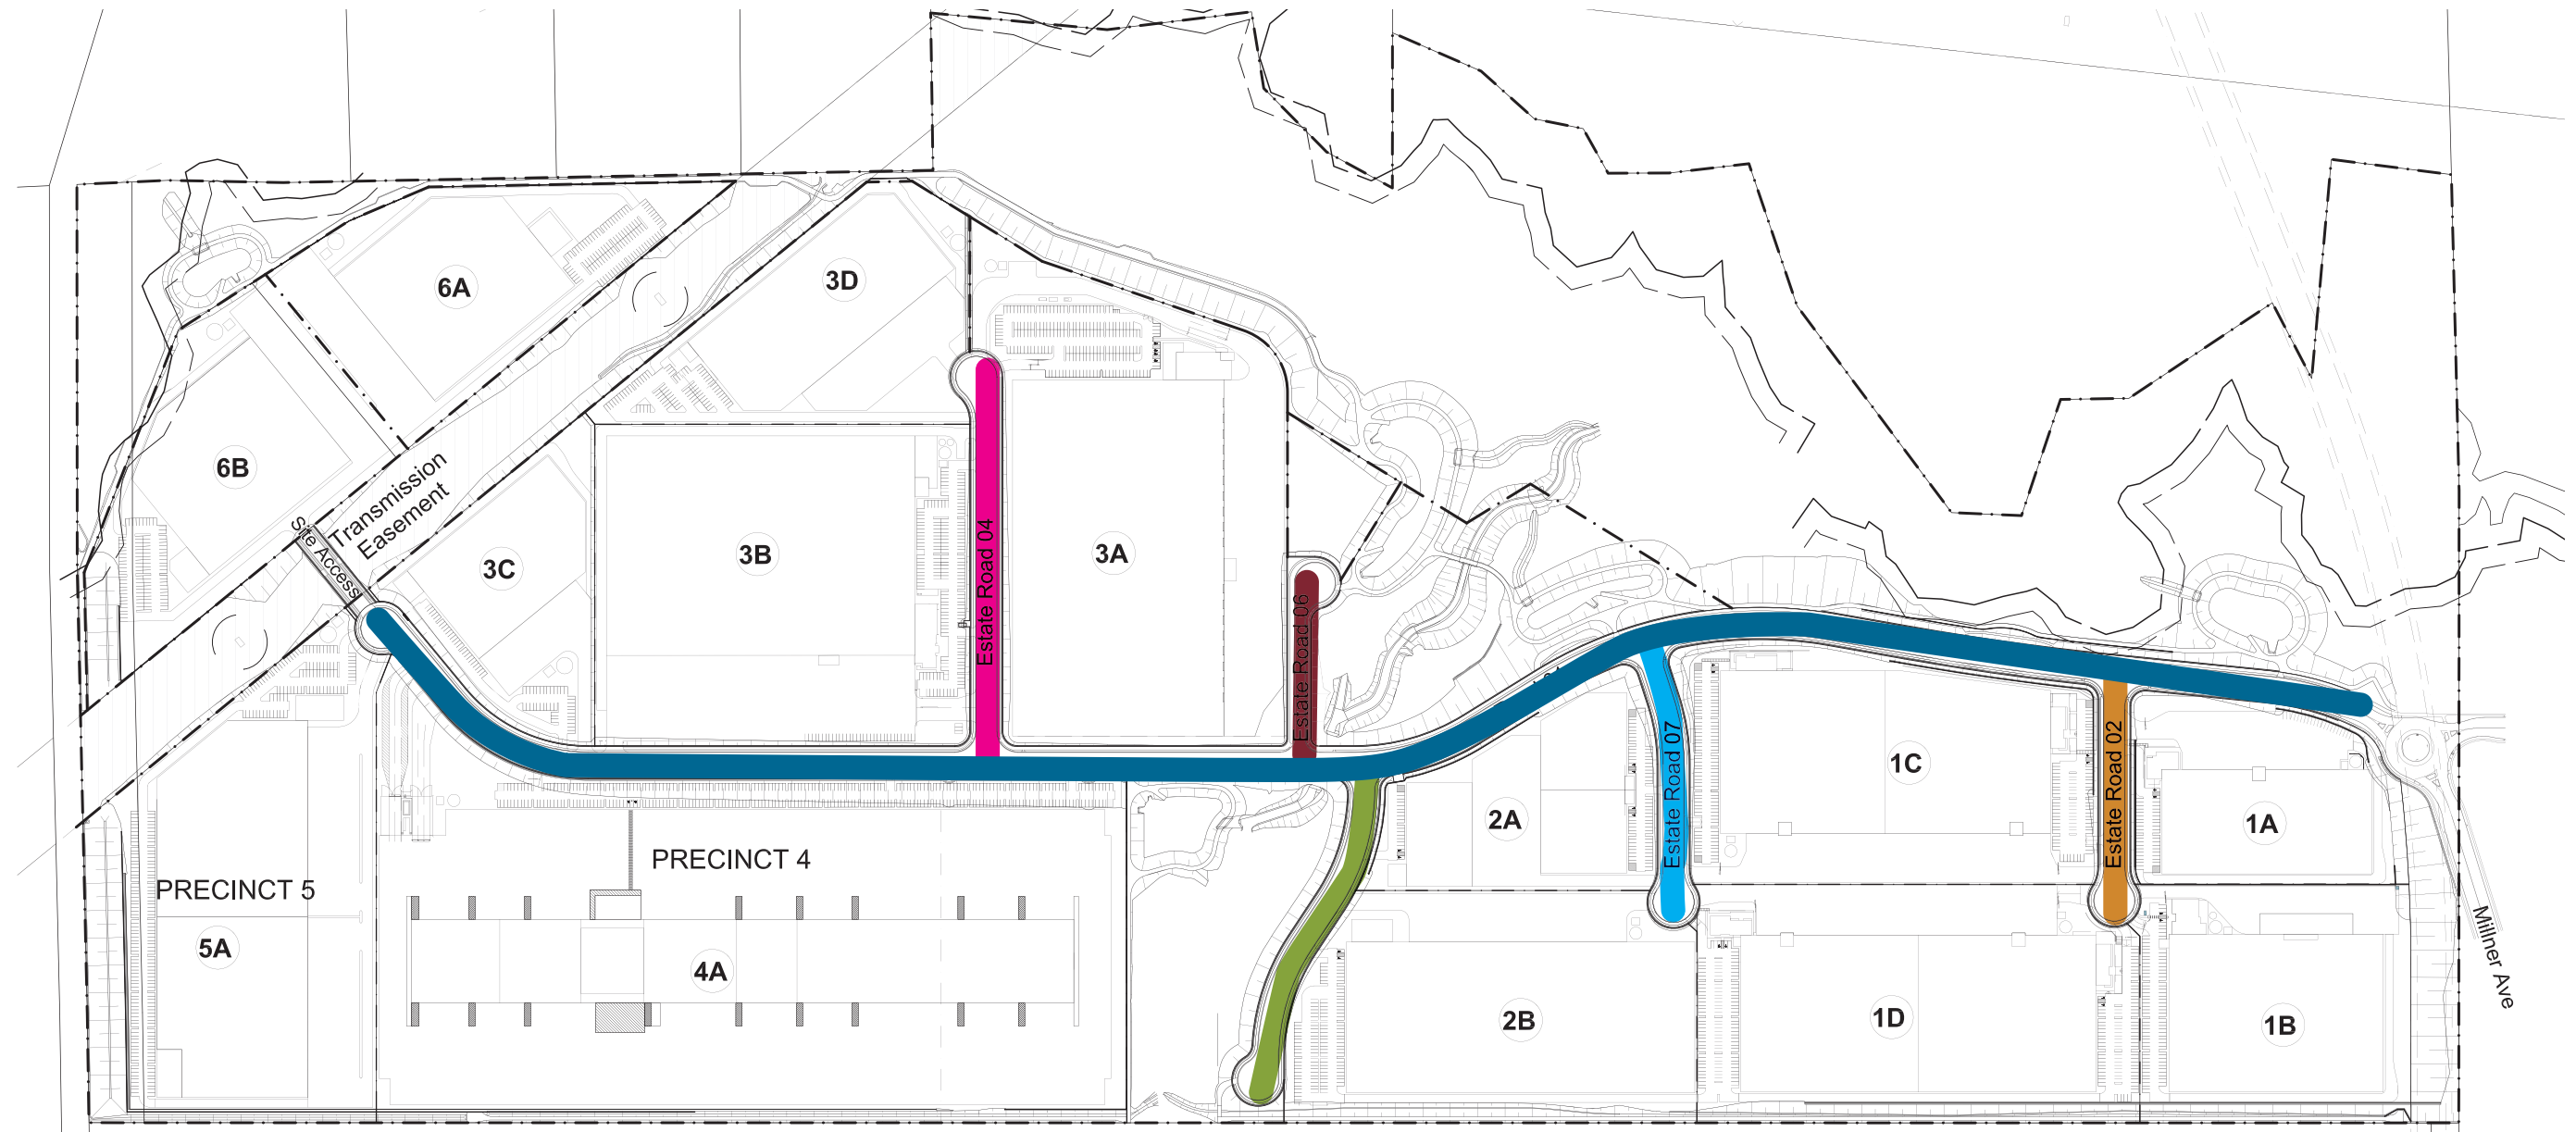 6A
3D
6B
Transmission
Easement
Site Access
3C
3B
Estate Road 04
3A
Estate Road 06
Estate Road 07
1C
Estate Road 02
2A
1A
PRECINCT 4
PRECINCT 5
5A
4A
Millner Ave
2B
1D
1B